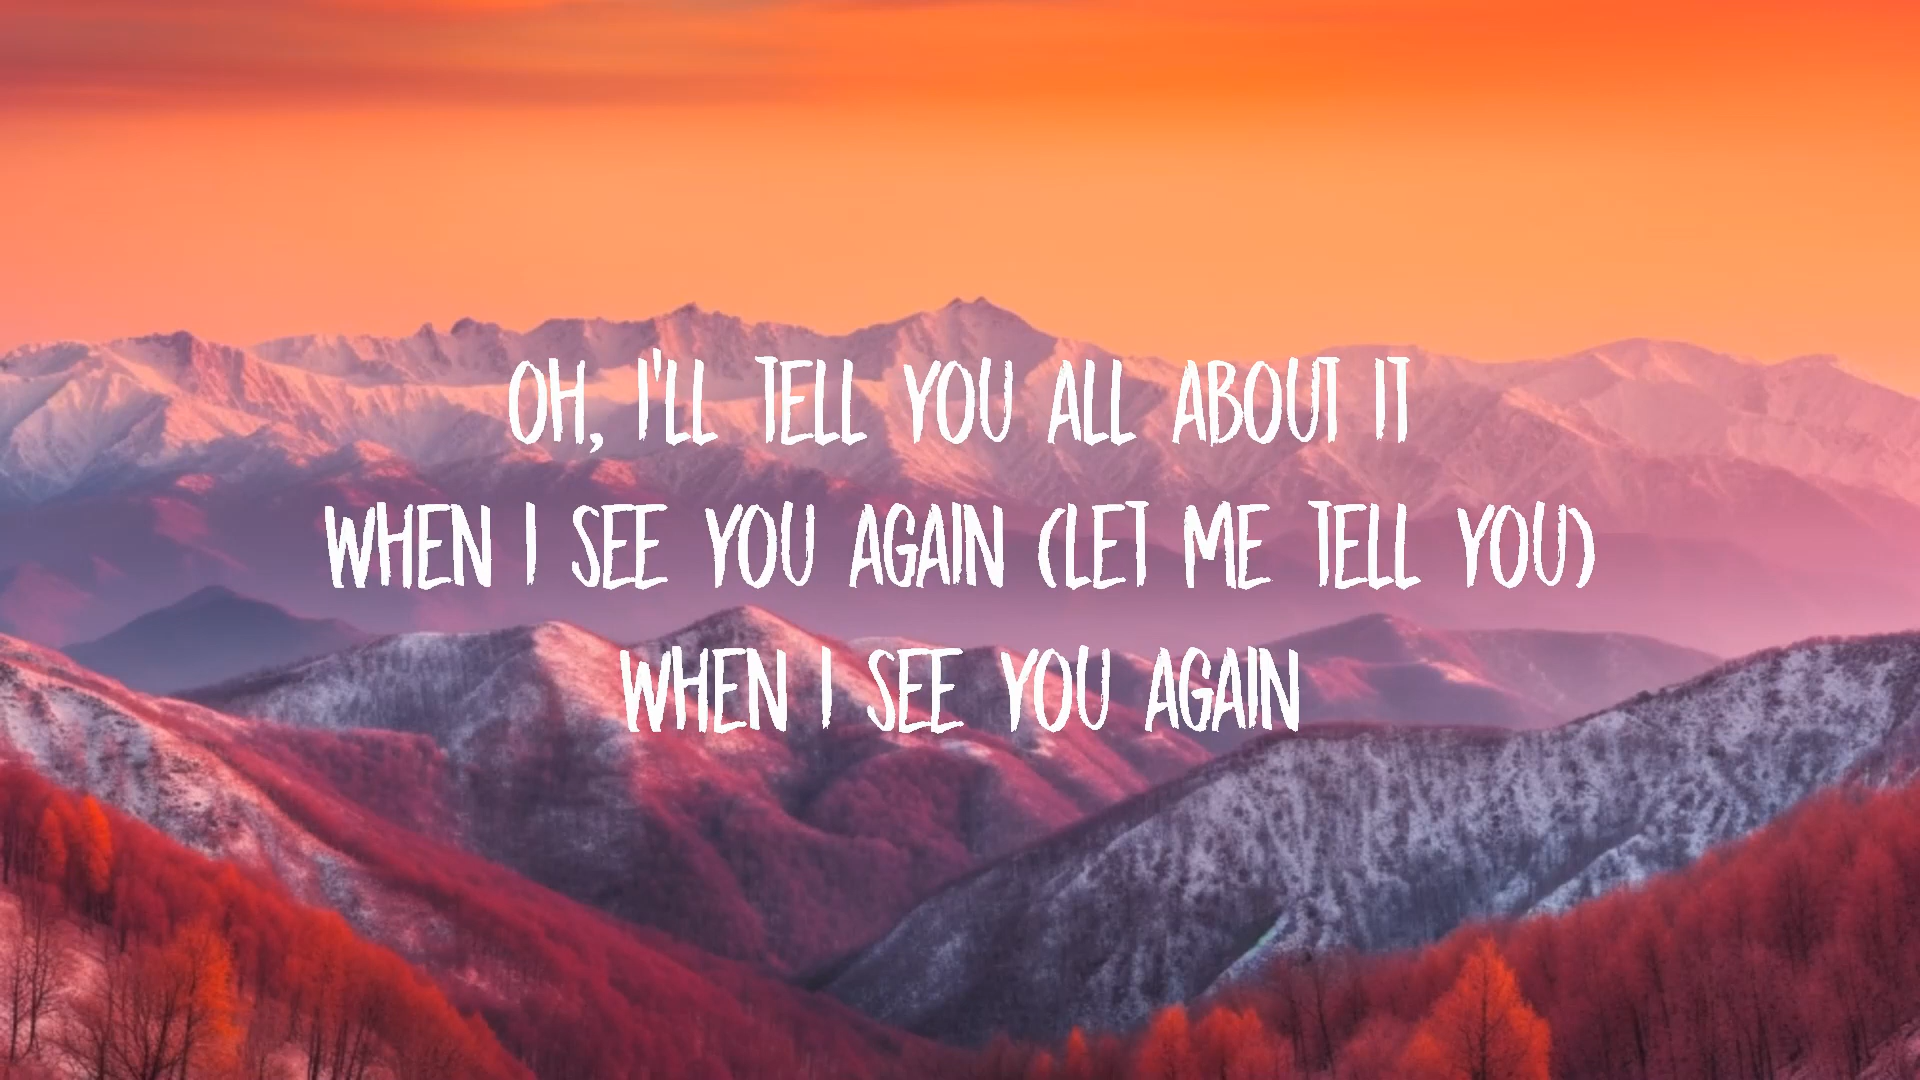 OH, I'LL TELL YOU ALL ABOUT IT
WHEN I SEE YOU AGAIN (LET ME TELL YOU)
WHEN I SEE YOU AGAIN